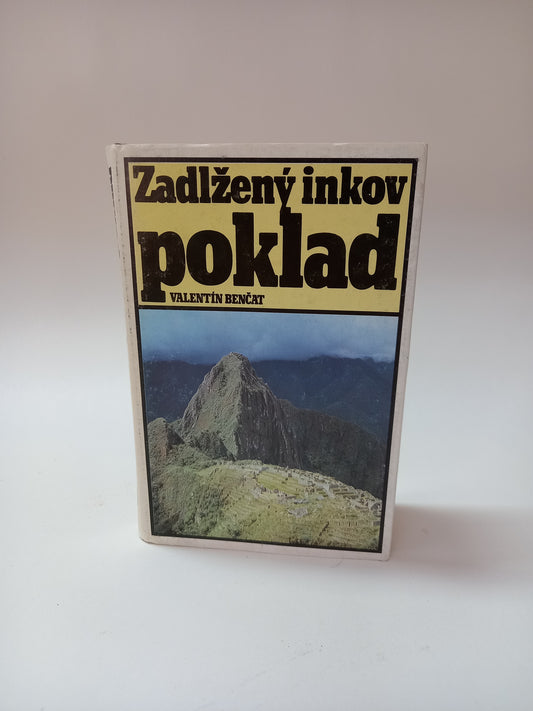 Zadlžený inkov
poklad
VALENTÍN BENČAT